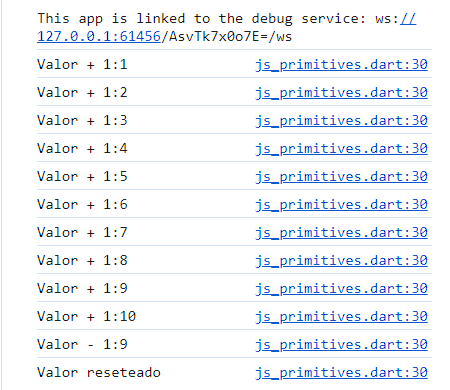 This app is linked to the debug service: ws://
127.0.0.1:61456/AsvTk7x0o7E=/ws
Valor + 1:1 js_primitives.dart:30
Valor + 1:2 js_primitives.dart:30
Valor + 1:3 js_primitives.dart:30
Valor + 1:4 js_primitives.dart:30
Valor + 1:5 js_primitives.dart:30
Valor + 1:6 js_primitives.dart:30
Valor + 1:7 js_primitives.dart:30
Valor + 1:8 js_primitives.dart:30
Valor + 1:9 js_primitives.dart:30
Valor + 1:10 js_primitives.dart:30
Valor - 1:9 js_primitives.dart:30
Valor reseteado js_primitives.dart:30